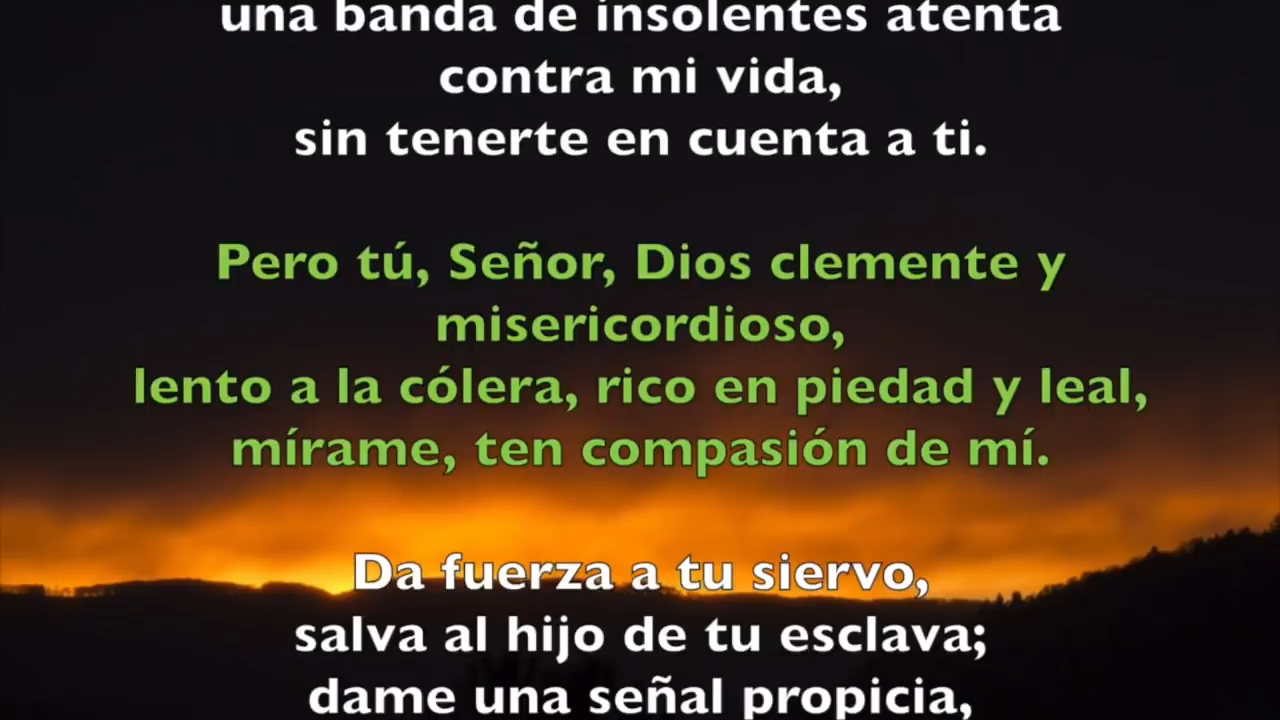 una banda de insolentes atenta
contra mi vida,
sin tenerte en cuenta a ti.
Pero tú, Señor, Dios clemente y
misericordioso,
lento a la cólera, rico en piedad y leal,
mírame, ten compasión de mí.
Da fuerza a tu siervo,
salva al hijo de tu esclava;
dame una señal propicia,